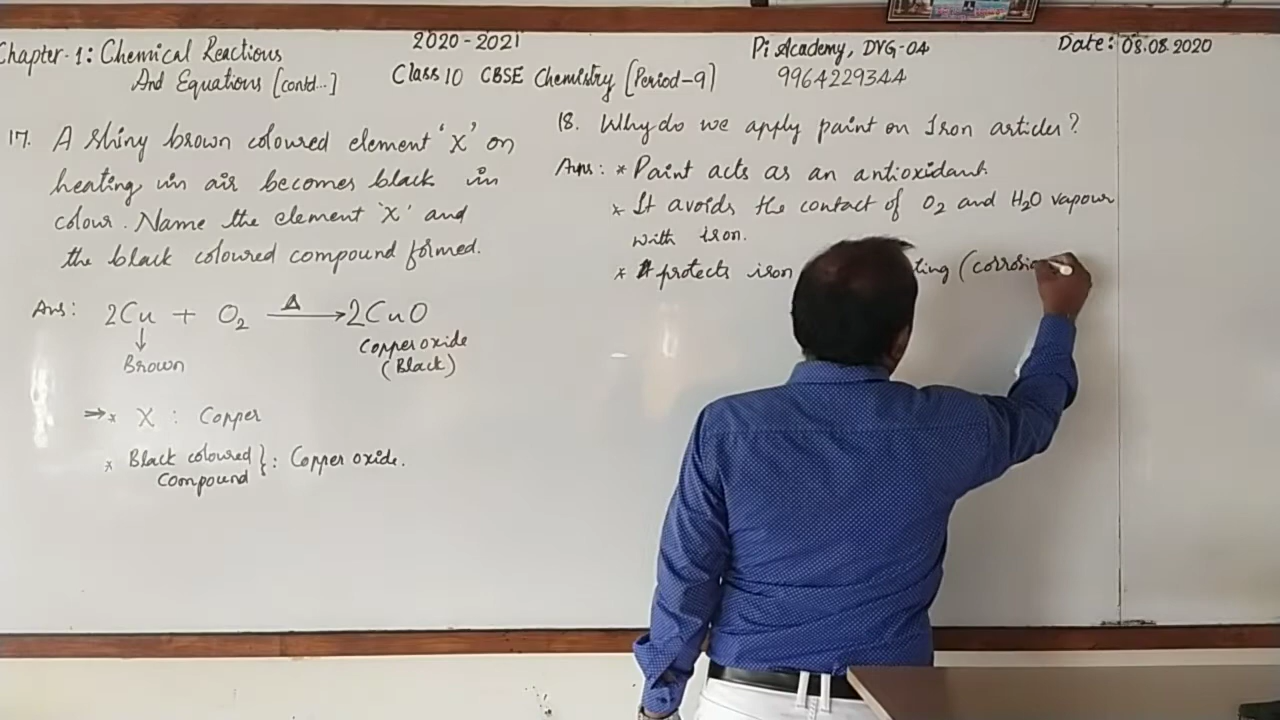 Chapter-1: Chemical Reactions
And Equations [contd...]
2020-2021
Class 10 CBSE Chemistry [Period-9]
Pi Academy, DVG-04
9964229344
Date: 08.08.2020
17. A shiny brown coloured element 'X' on
heating in air becomes black in
colour. Name the element 'X' and
the black coloured compound formed.
Ans: 2Cu + O₂ —Δ→ 2CuO
↓
Brown
Copper oxide
(Black)
⇒* X : Copper
* Black coloured
compound } : Copper oxide.
18. Why do we apply paint on Iron articles?
Ans: * Paint acts as an antioxidant.
* It avoids the contact of O₂ and H₂O vapour
with iron.
* It protects iron ting (corrosio